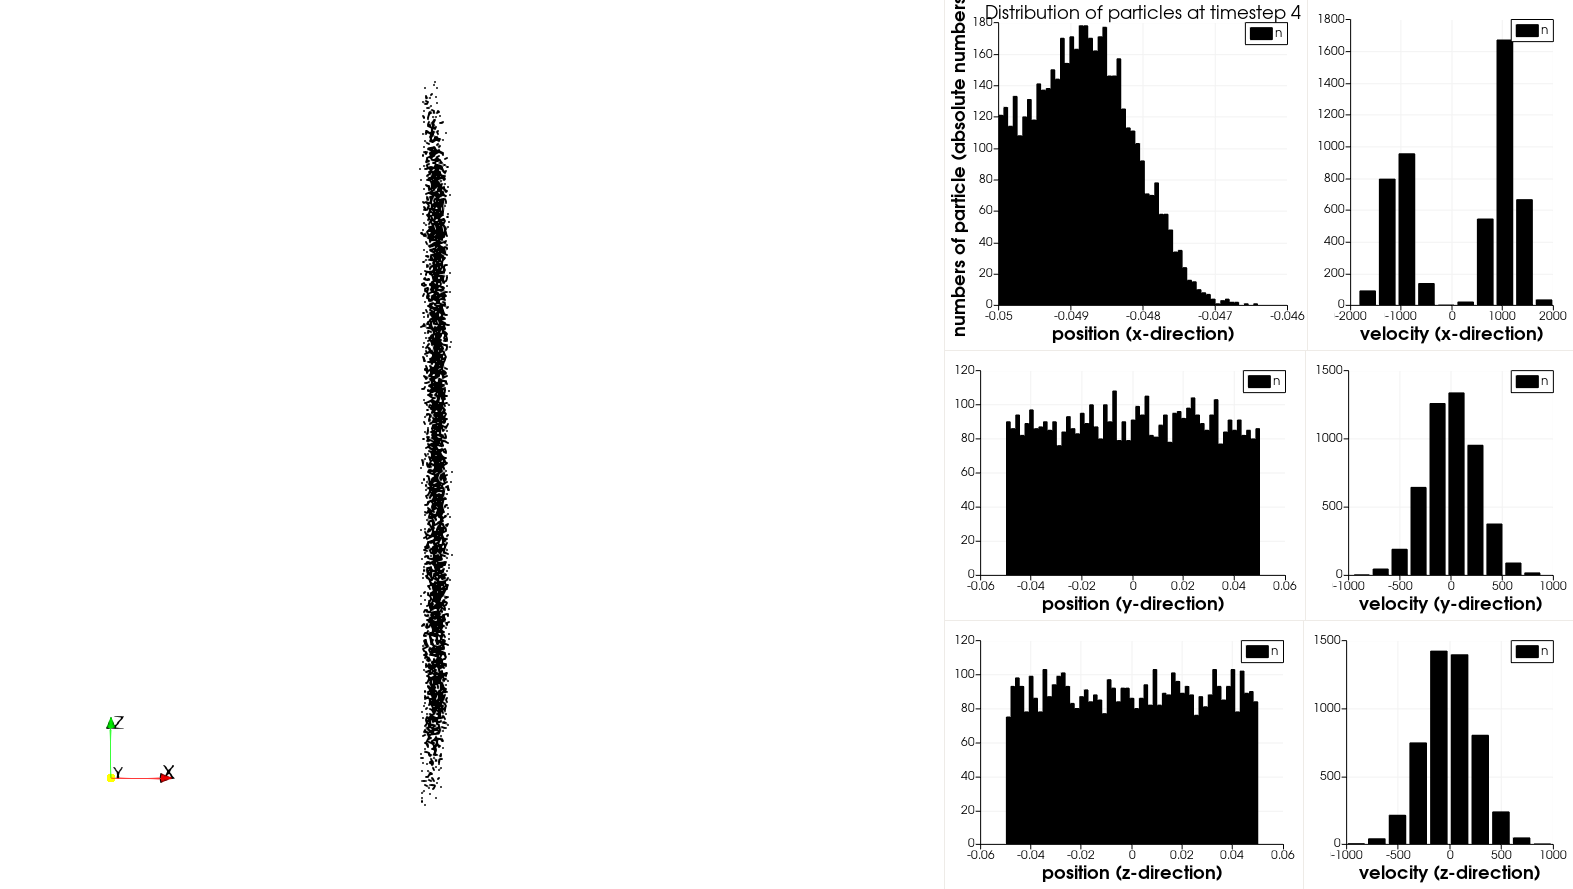 Distribution of particles at timestep 4
numbers of particle (absolute numbers
180
160
140
120
100
80
60
40
20
0
n
-0.05 -0.049 -0.048 -0.047 -0.046
position (x-direction)
1800
1600
1400
1200
1000
800
600
400
200
0
n
-2000 -1000 0 1000 2000
velocity (x-direction)
120
100
80
60
40
20
0
n
-0.06 -0.04 -0.02 0 0.02 0.04 0.06
position (y-direction)
1500
1000
500
0
n
-1000 -500 0 500 1000
velocity (y-direction)
120
100
80
60
40
20
0
n
-0.06 -0.04 -0.02 0 0.02 0.04 0.06
position (z-direction)
1500
1000
500
0
n
-1000 -500 0 500 1000
velocity (z-direction)
Z
Y X